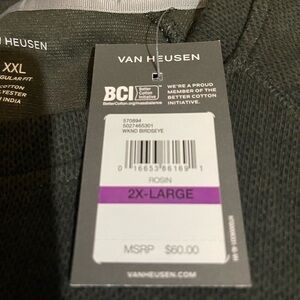 N HEUSEN
XXL
GULAR FIT
COTTON
YESTER
INDIA
VAN HEUSEN
BCI
Better
Cotton
Initiative
BetterCotton.org/massbalance
WE'RE A PROUD
MEMBER OF THE
BETTER COTTON
INITIATIVE.
570894
5027465301
WKND BIRDSEYE
0 16653 86169 1
ROSIN
2X-LARGE
MSRP $60.00
VANHEUSEN.COM